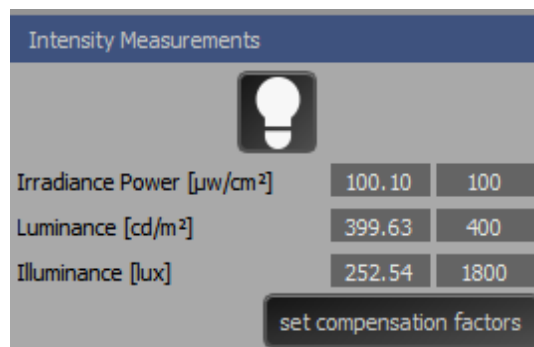 Intensity Measurements
Irradiance Power [µw/cm²] 100.10 100
Luminance [cd/m²] 399.63 400
Illuminance [lux] 252.54 1800
set compensation factors